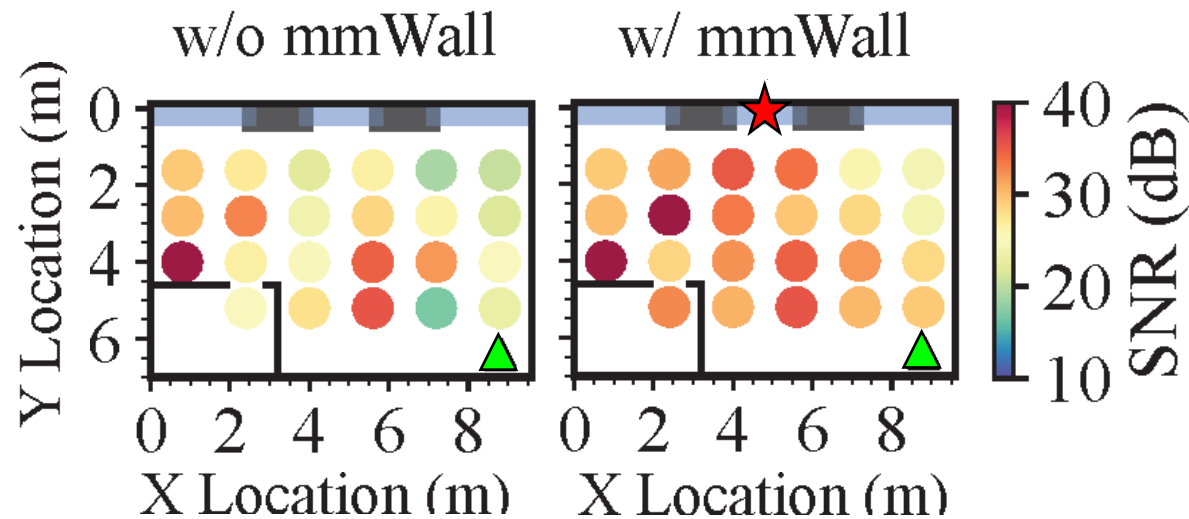 w/o mmWall
w/ mmWall
Y Location (m)
0
2
4
6
0 2 4 6 8
X Location (m)
0 2 4 6 8
X Location (m)
40
30
20
10
SNR (dB)